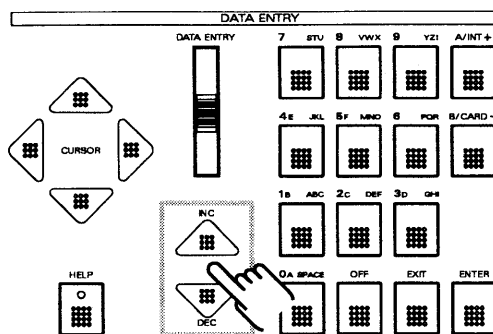 DATA ENTRY
DATA ENTRY
7 STU 8 VWX 9 YZ! A/INT +
4E JKL 5F MNO 6 PQR B/CARD -
CURSOR
1B ABC 2C DEF 3D GHI
INC
HELP
0A SPACE OFF EXIT ENTER
DEC